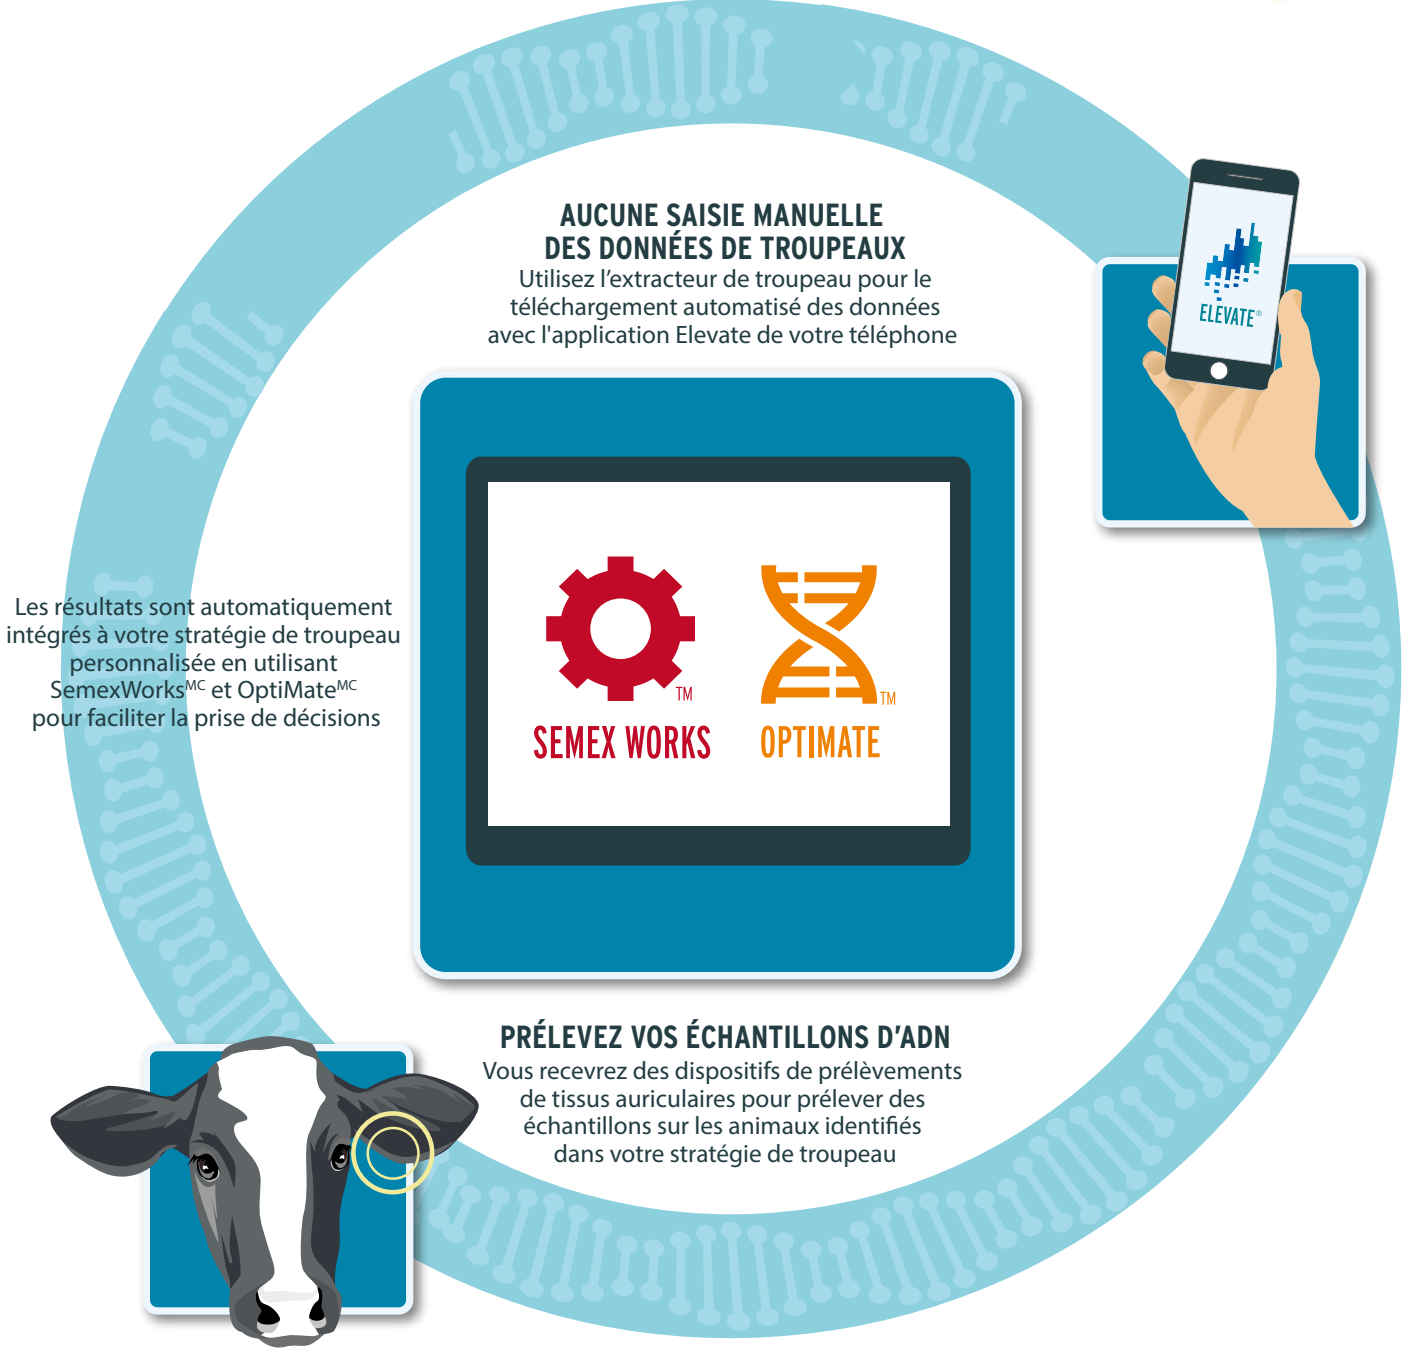 AUCUNE SAISIE MANUELLE
DES DONNÉES DE TROUPEAUX
Utilisez l’extracteur de troupeau pour le
téléchargement automatisé des données
avec l'application Elevate de votre téléphone
ELEVATE®
Les résultats sont automatiquement
intégrés à votre stratégie de troupeau
personnalisée en utilisant
SemexWorksMC et OptiMateMC
pour faciliter la prise de décisions
TM
SEMEX WORKS
TM
OPTIMATE
PRÉLEVEZ VOS ÉCHANTILLONS D’ADN
Vous recevrez des dispositifs de prélèvements
de tissus auriculaires pour prélever des
échantillons sur les animaux identifiés
dans votre stratégie de troupeau